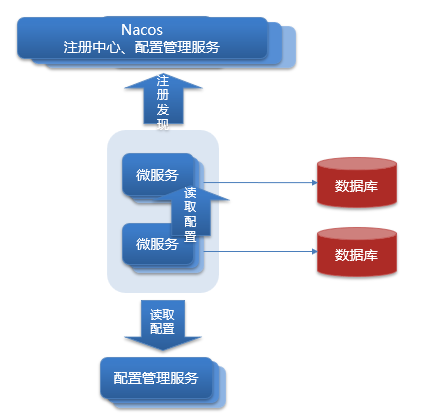 Nacos
注册中心、配置管理服务
注
册
发
现
微服务
数据库
读
取
配
置
微服务
数据库
读取
配置
配置管理服务